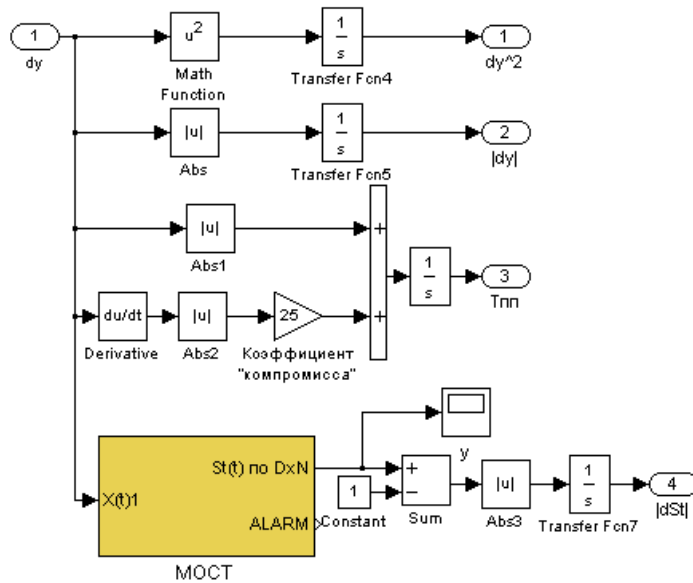 1
dy
u²
Math
Function
1
s
Transfer Fcn4
1
dy^2
|u|
Abs
1
s
Transfer Fcn5
2
|dy|
|u|
Abs1
+
+
1
s
3
Tпп
du/dt
Derivative
|u|
Abs2
25
Коэффициент
"компромисса"
X(t)1
St(t) по DxN
ALARM
МОСТ
y
1
Constant
+
−
Sum
|u|
Abs3
1
s
Transfer Fcn7
4
|dSt|